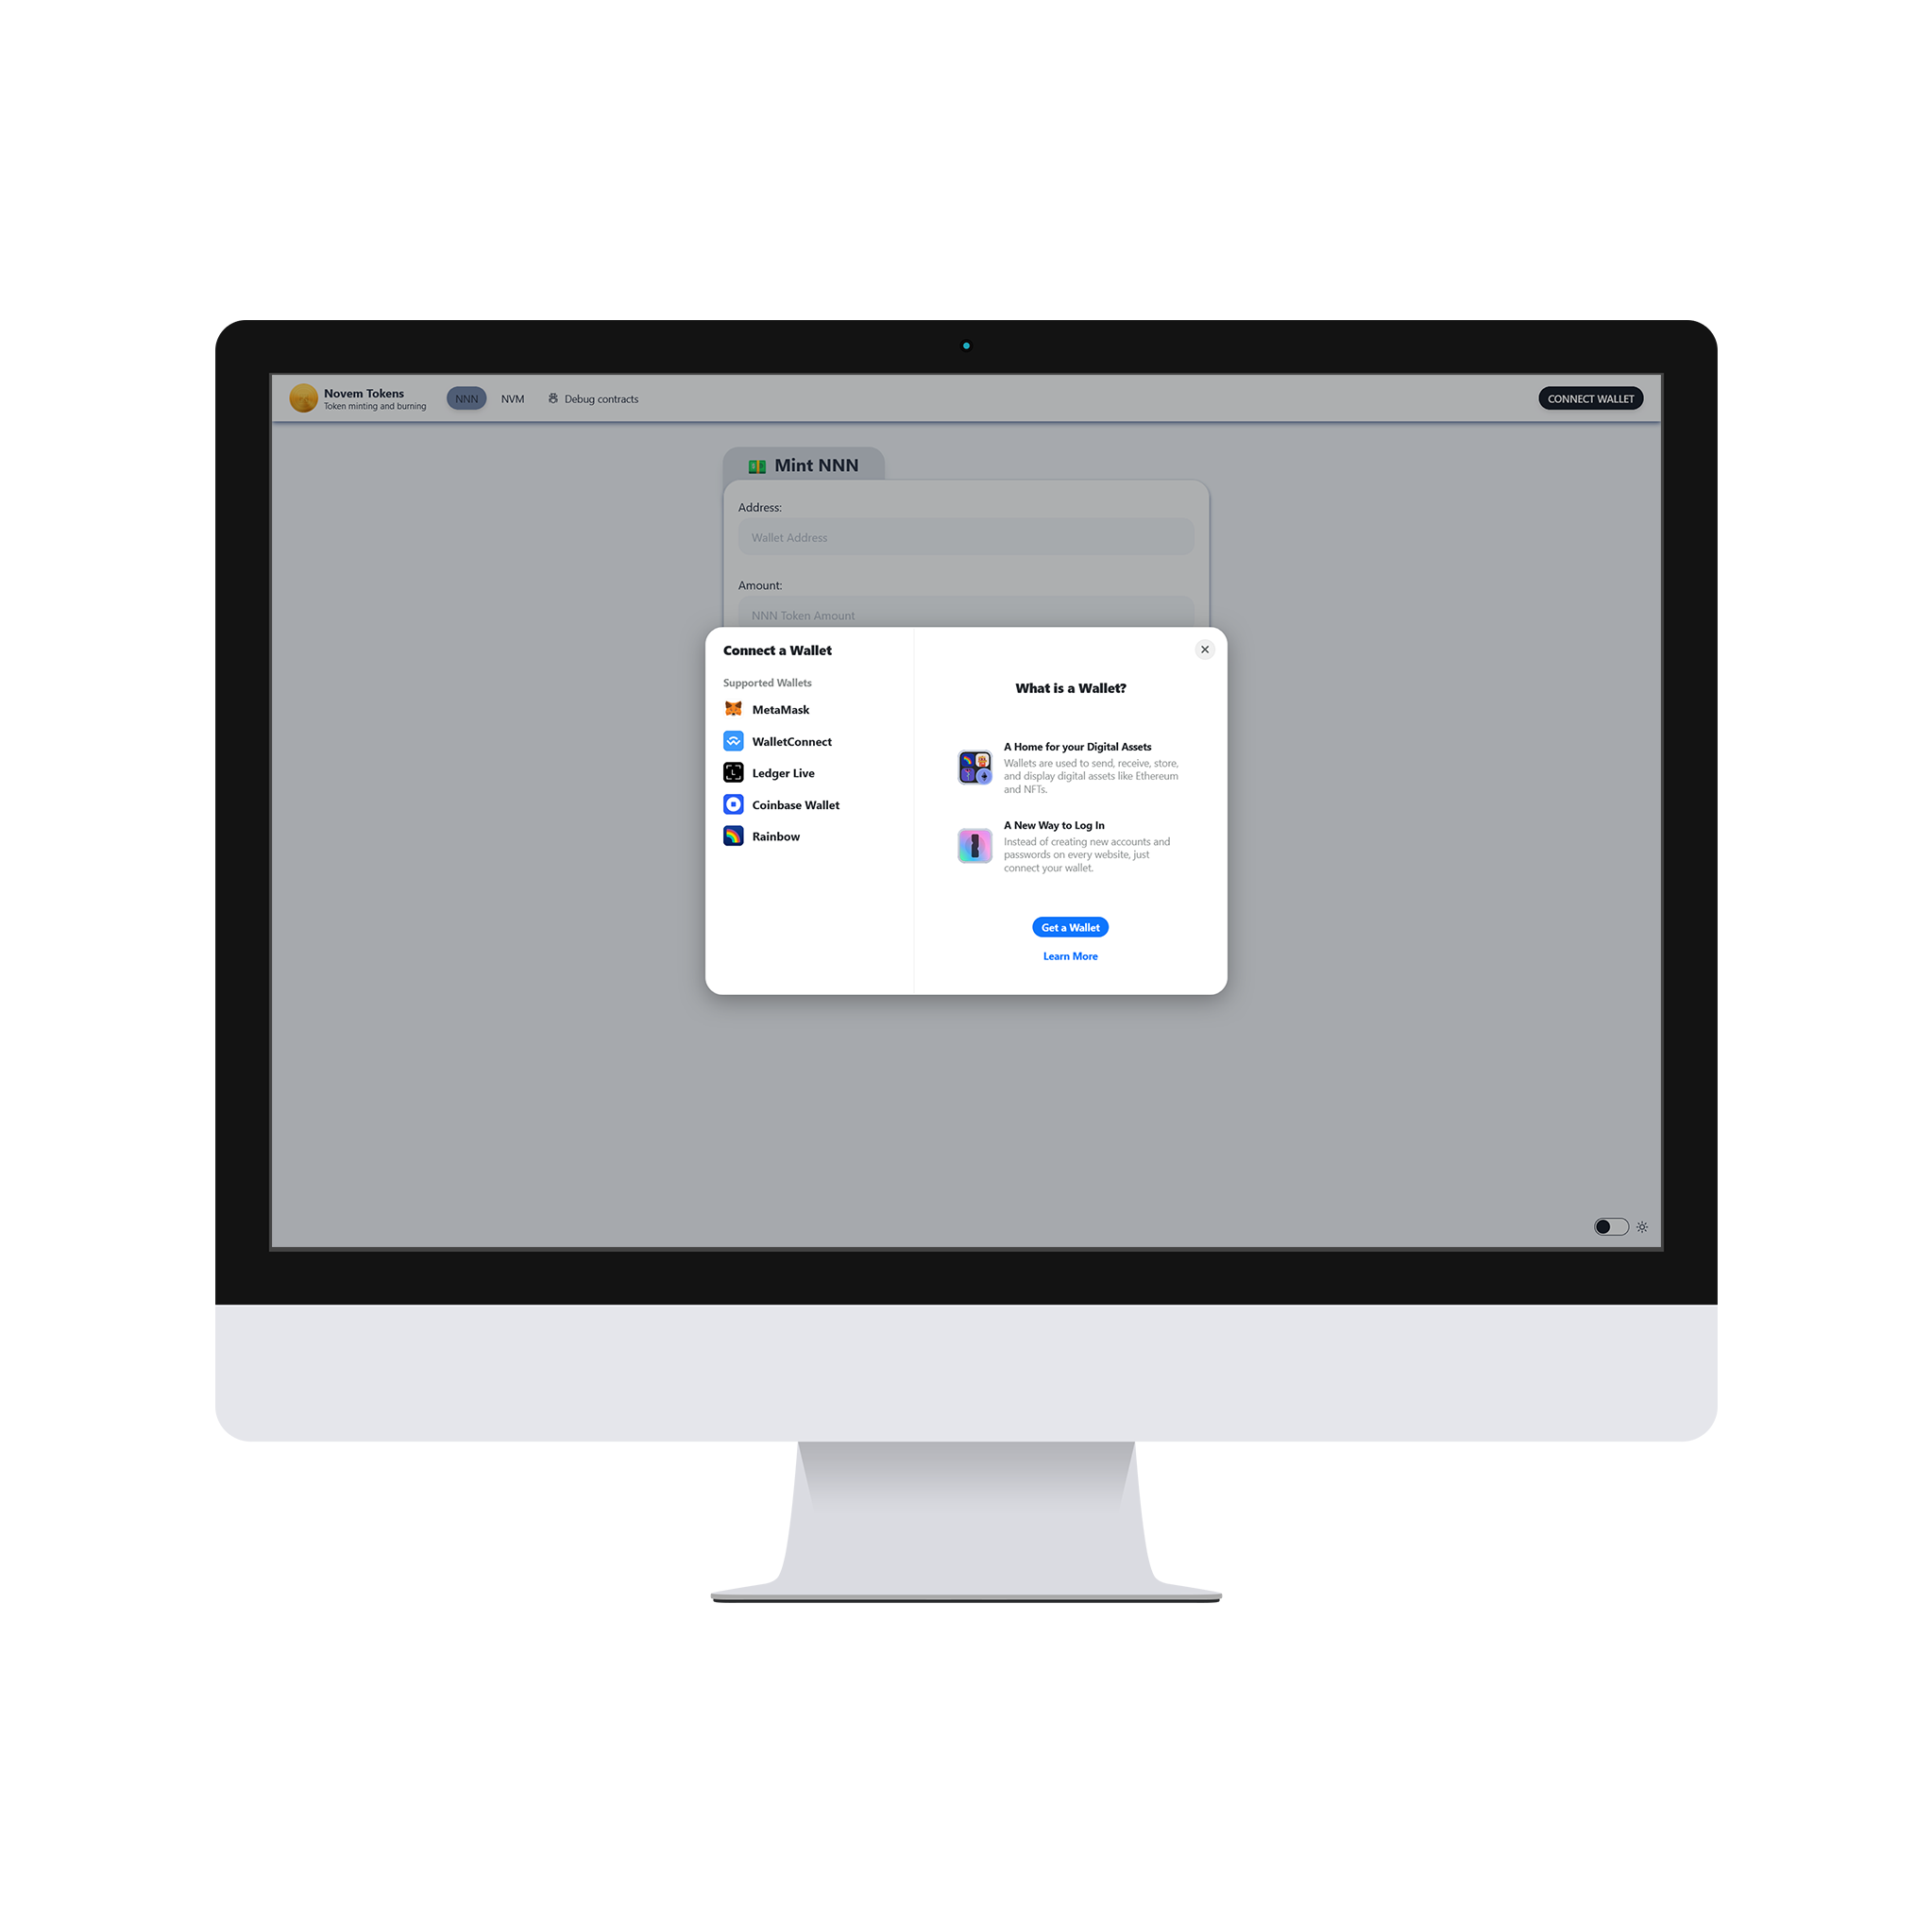 Novem Tokens
Token minting and burning
NNN
NVM
Debug contracts
CONNECT WALLET
Mint NNN
Address:
Wallet Address
Amount:
NNN Token Amount
Connect a Wallet
Supported Wallets
MetaMask
WalletConnect
Ledger Live
Coinbase Wallet
Rainbow
What is a Wallet?
A Home for your Digital Assets
Wallets are used to send, receive, store,
and display digital assets like Ethereum
and NFTs.
A New Way to Log In
Instead of creating new accounts and
passwords on every website, just
connect your wallet.
Get a Wallet
Learn More